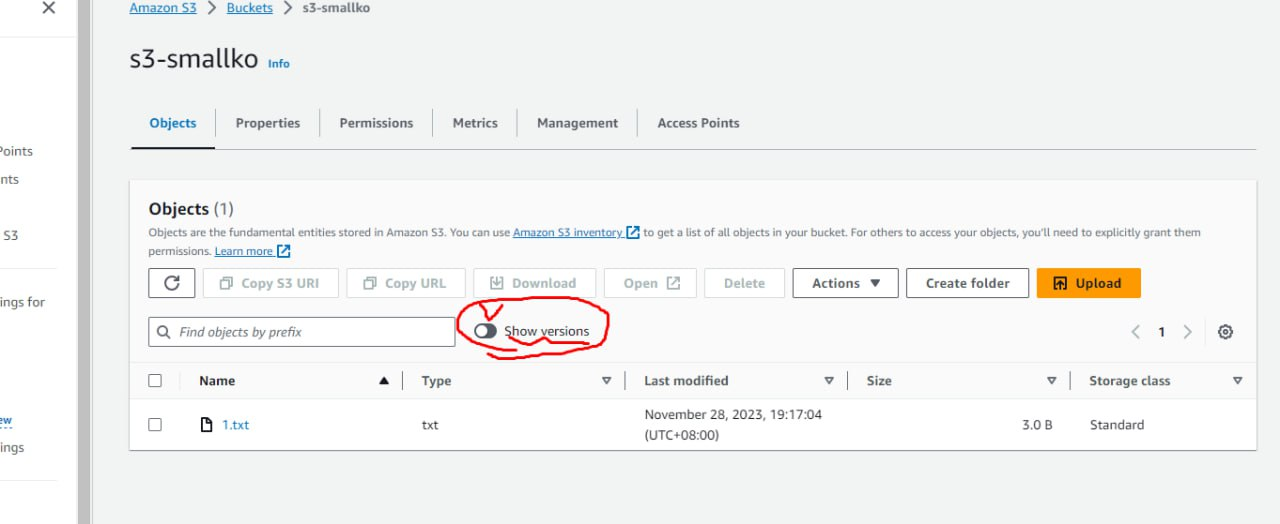 Amazon S3 > Buckets > s3-smallko
s3-smallko Info
Objects Properties Permissions Metrics Management Access Points
Points
nts
S3
ings for
ew
ings
Objects (1)
Objects are the fundamental entities stored in Amazon S3. You can use Amazon S3 inventory to get a list of all objects in your bucket. For others to access your objects, you'll need to explicitly grant them
permissions. Learn more
Copy S3 URI Copy URL Download Open Delete Actions Create folder Upload
Find objects by prefix Show versions 1
Name Type Last modified Size Storage class
1.txt txt November 28, 2023, 19:17:04 3.0 B Standard
(UTC+08:00)